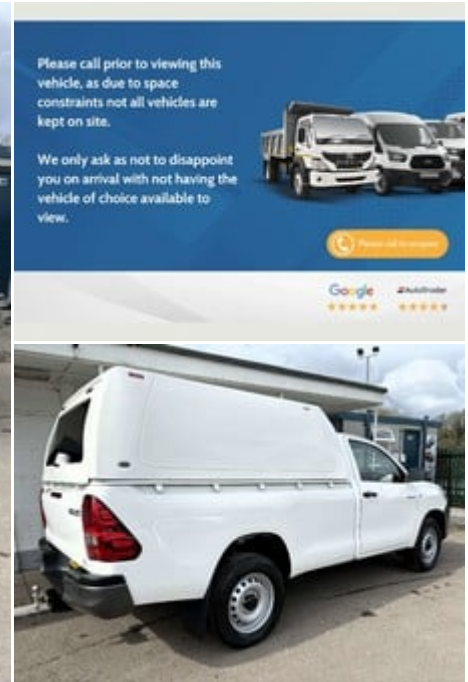 Please call prior to viewing this
vehicle, as due to space
constraints not all vehicles are
kept on site.
We only ask as not to disappoint
you on arrival with not having the
vehicle of choice available to
view.
Please call to enquire
Google
AutoTrader